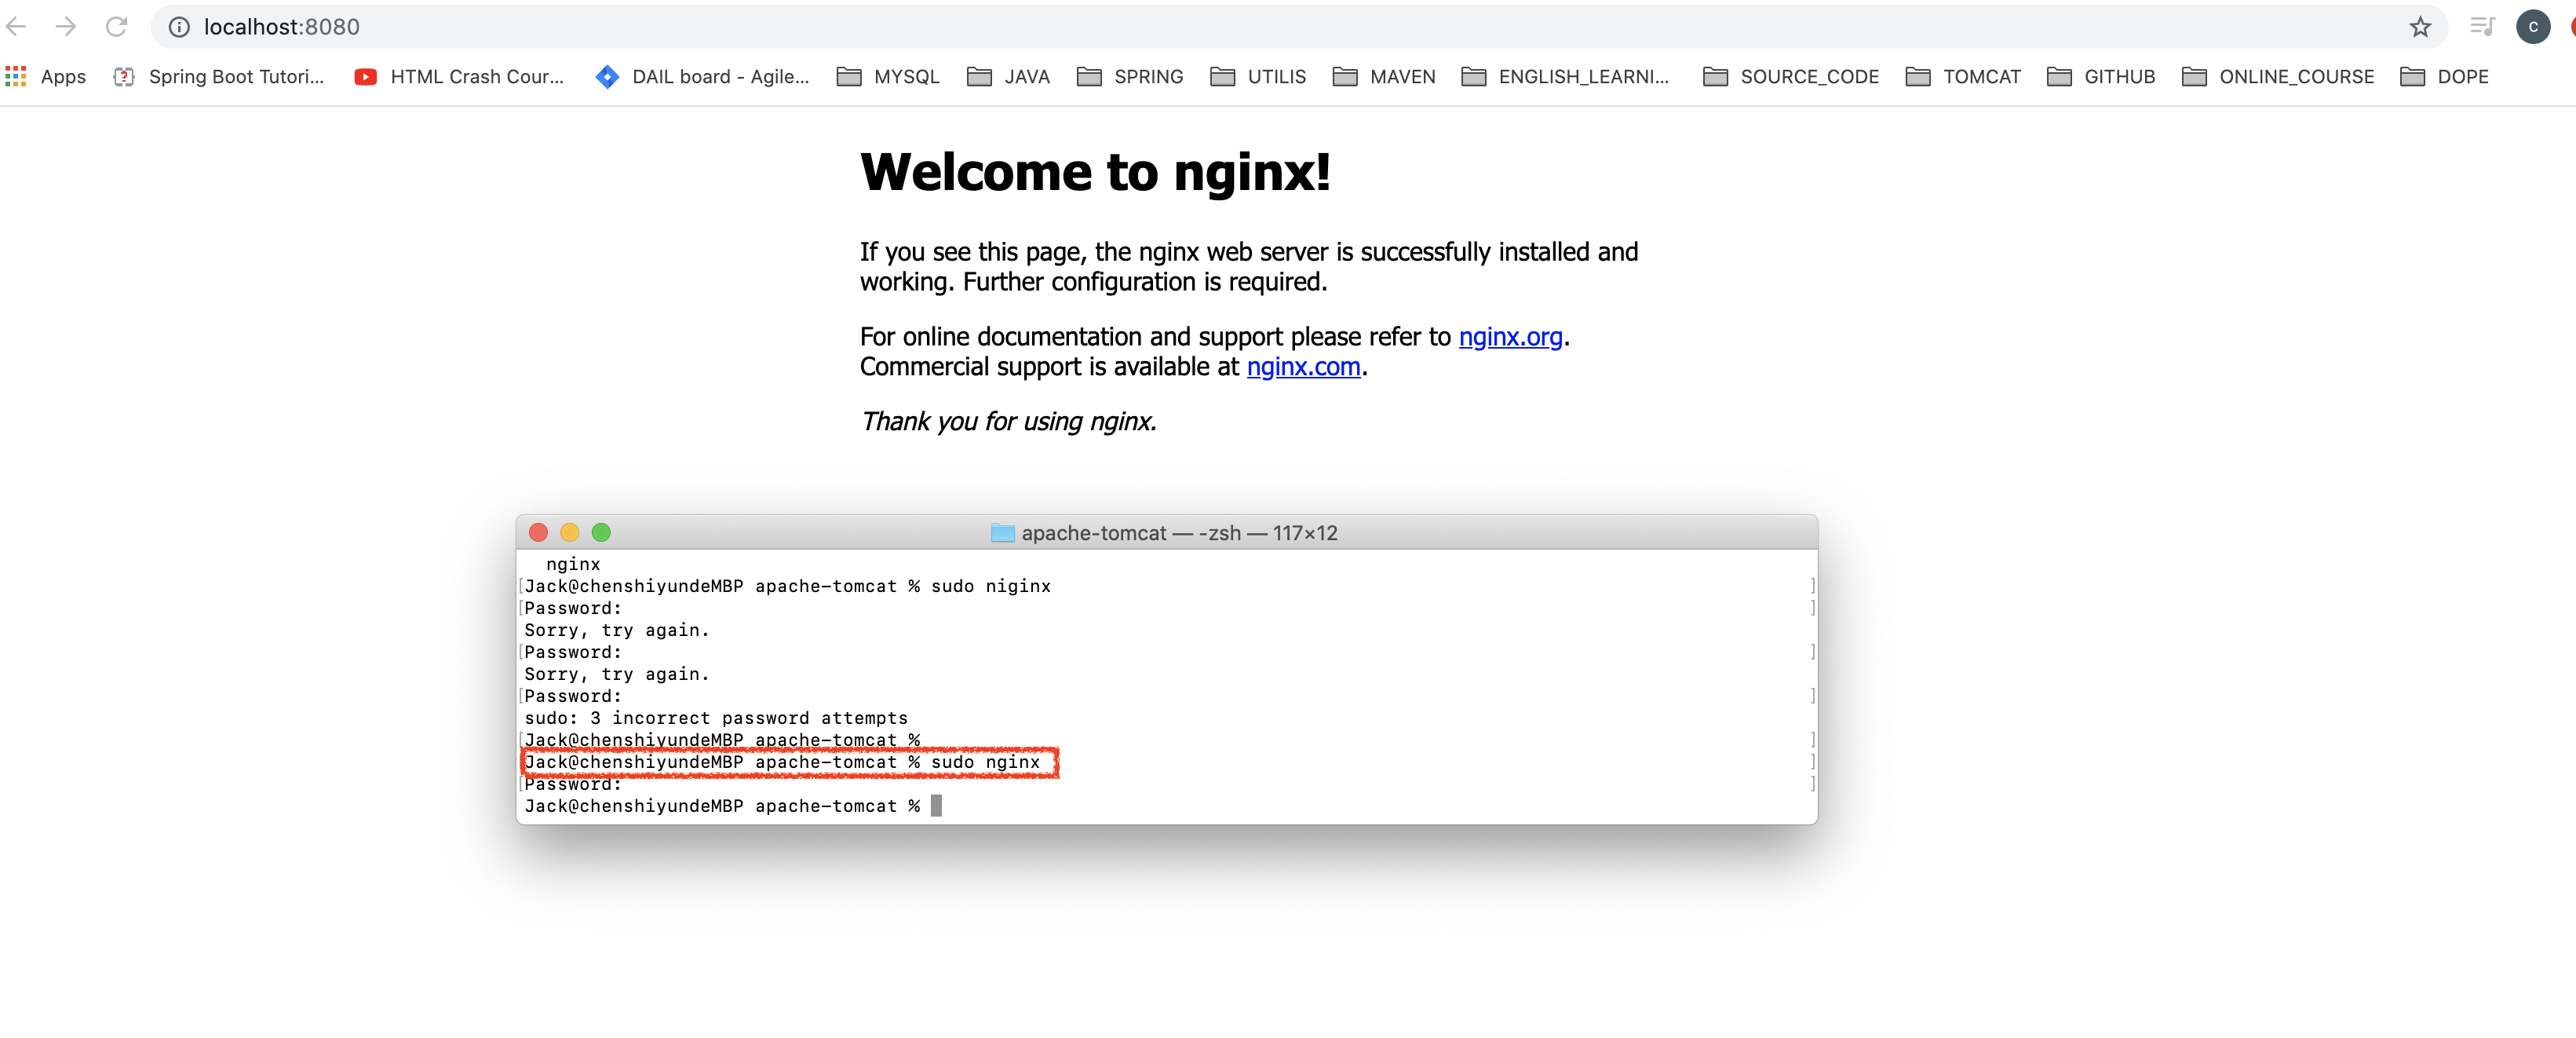 localhost:8080
C
Apps Spring Boot Tutori... HTML Crash Cour... DAIL board - Agile... MYSQL JAVA SPRING UTILIS MAVEN ENGLISH_LEARNI... SOURCE_CODE TOMCAT GITHUB ONLINE_COURSE DOPE
Welcome to nginx!
If you see this page, the nginx web server is successfully installed and
working. Further configuration is required.
For online documentation and support please refer to nginx.org.
Commercial support is available at nginx.com.
Thank you for using nginx.
apache-tomcat — -zsh — 117×12
nginx
[Jack@chenshiyundeMBP apache-tomcat % sudo niginx ]
[Password: ]
Sorry, try again.
[Password: ]
Sorry, try again.
[Password: ]
sudo: 3 incorrect password attempts
[Jack@chenshiyundeMBP apache-tomcat % ]
Jack@chenshiyundeMBP apache-tomcat % sudo nginx ]
[Password: ]
Jack@chenshiyundeMBP apache-tomcat %